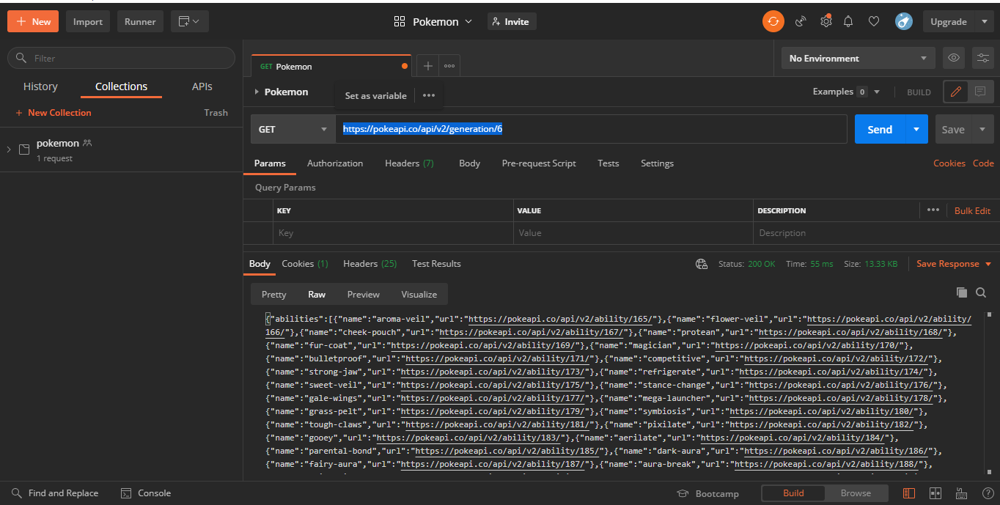 New Import Runner Pokemon Invite Upgrade
Filter
GET Pokemon
No Environment
History Collections APIs
Pokemon Set as variable Examples 0 BUILD
+ New Collection Trash
GET https://pokeapi.co/api/v2/generation/6 Send Save
pokemon
1 request
Params Authorization Headers (7) Body Pre-request Script Tests Settings Cookies Code
Query Params
KEY VALUE DESCRIPTION Bulk Edit
Key Value Description
Body Cookies (1) Headers (25) Test Results Status: 200 OK Time: 55 ms Size: 13.33 KB Save Response
Pretty Raw Preview Visualize
{"abilities":[{"name":"aroma-veil","url":"https://pokeapi.co/api/v2/ability/165/"},{"name":"flower-veil","url":"https://pokeapi.co/api/v2/ability/
166/"},{"name":"cheek-pouch","url":"https://pokeapi.co/api/v2/ability/167/"},{"name":"protean","url":"https://pokeapi.co/api/v2/ability/168/"},
{"name":"fur-coat","url":"https://pokeapi.co/api/v2/ability/169/"},{"name":"magician","url":"https://pokeapi.co/api/v2/ability/170/"},
{"name":"bulletproof","url":"https://pokeapi.co/api/v2/ability/171/"},{"name":"competitive","url":"https://pokeapi.co/api/v2/ability/172/"},
{"name":"strong-jaw","url":"https://pokeapi.co/api/v2/ability/173/"},{"name":"refrigerate","url":"https://pokeapi.co/api/v2/ability/174/"},
{"name":"sweet-veil","url":"https://pokeapi.co/api/v2/ability/175/"},{"name":"stance-change","url":"https://pokeapi.co/api/v2/ability/176/"},
{"name":"gale-wings","url":"https://pokeapi.co/api/v2/ability/177/"},{"name":"mega-launcher","url":"https://pokeapi.co/api/v2/ability/178/"},
{"name":"grass-pelt","url":"https://pokeapi.co/api/v2/ability/179/"},{"name":"symbiosis","url":"https://pokeapi.co/api/v2/ability/180/"},
{"name":"tough-claws","url":"https://pokeapi.co/api/v2/ability/181/"},{"name":"pixilate","url":"https://pokeapi.co/api/v2/ability/182/"},
{"name":"gooey","url":"https://pokeapi.co/api/v2/ability/183/"},{"name":"aerilate","url":"https://pokeapi.co/api/v2/ability/184/"},
{"name":"parental-bond","url":"https://pokeapi.co/api/v2/ability/185/"},{"name":"dark-aura","url":"https://pokeapi.co/api/v2/ability/186/"},
{"name":"fairy-aura","url":"https://pokeapi.co/api/v2/ability/187/"},{"name":"aura-break","url":"https://pokeapi.co/api/v2/ability/188/"},
Find and Replace Console Bootcamp Build Browse